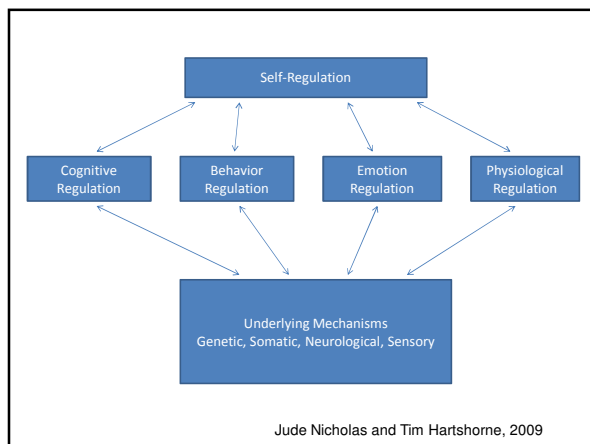 Self-Regulation
Cognitive
Regulation
Behavior
Regulation
Emotion
Regulation
Physiological
Regulation
Underlying Mechanisms
Genetic, Somatic, Neurological, Sensory
Jude Nicholas and Tim Hartshorne, 2009